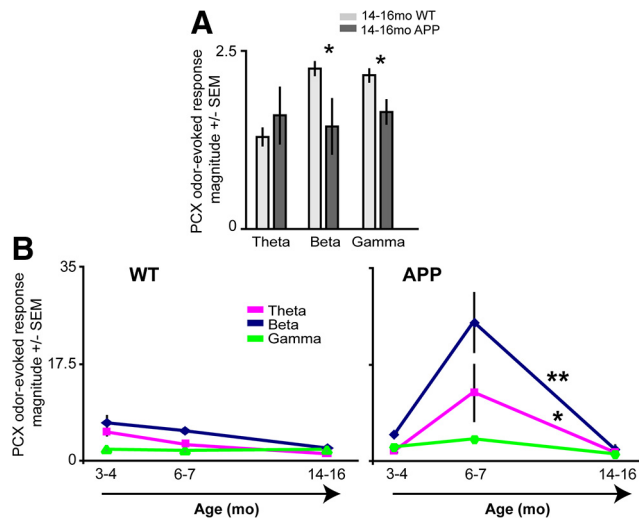 A
14-16mo WT
14-16mo APP
PCX odor-evoked response
magnitude +/- SEM
2.5
0
*
*
Theta Beta Gamma
B
PCX odor-evoked response
magnitude +/- SEM
35
17.5
0
WT
Theta
Beta
Gamma
3-4 6-7 14-16
Age (mo)
APP
**
*
3-4 6-7 14-16
Age (mo)